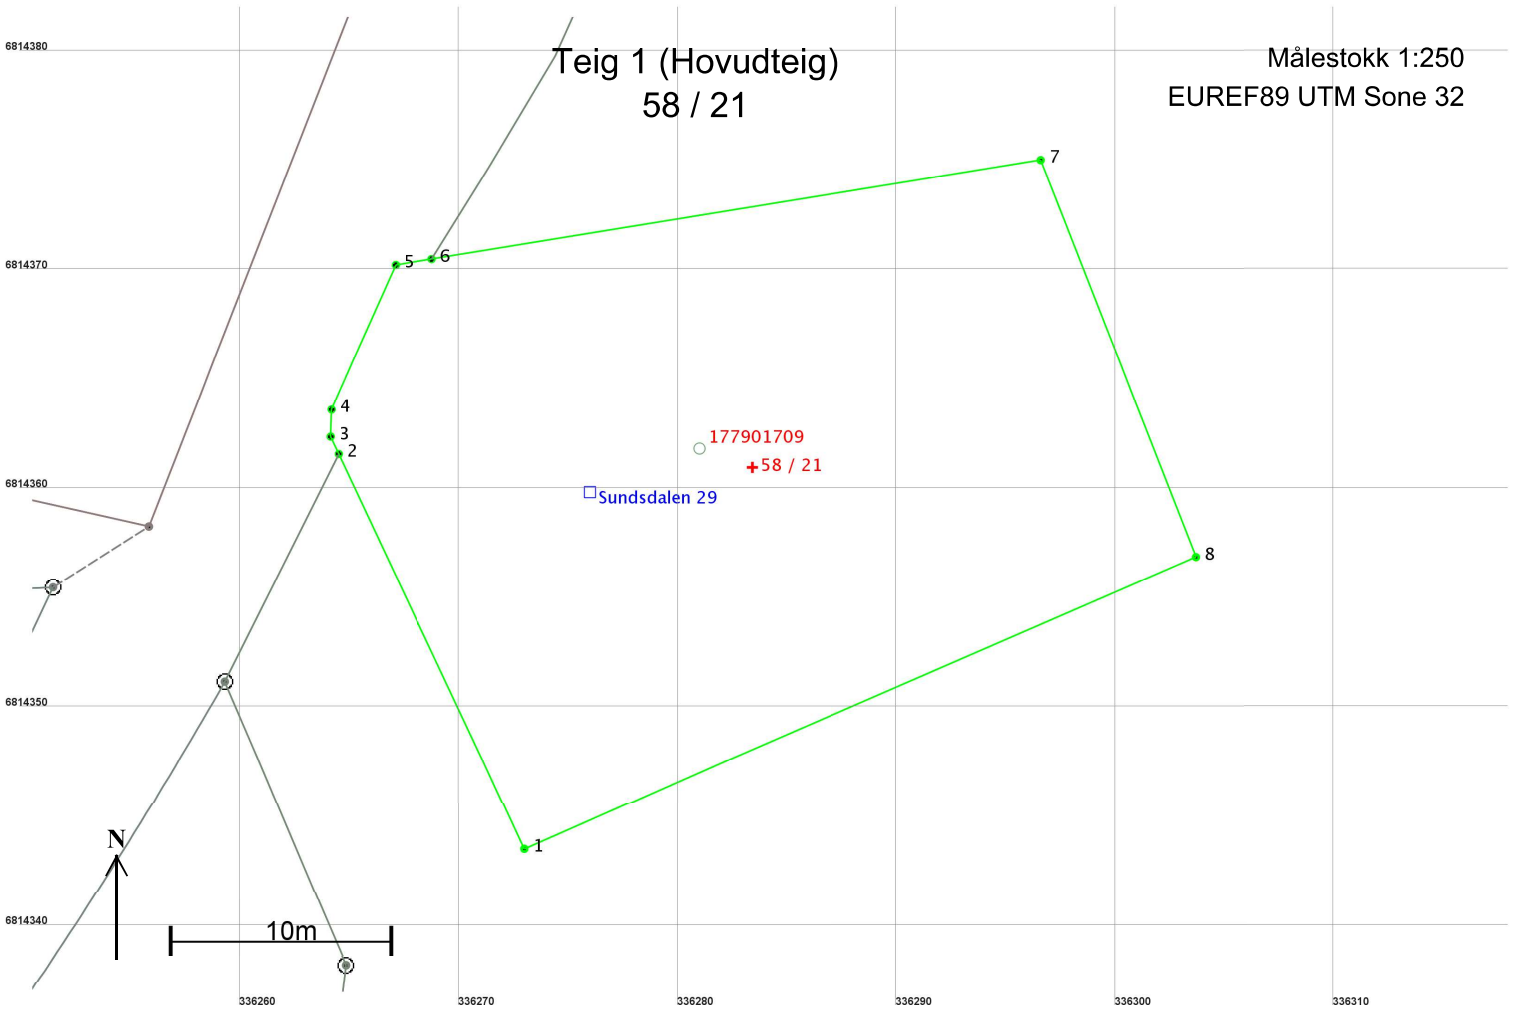 6814380
Teig 1 (Hovudteig)
58 / 21
Målestokk 1:250
EUREF89 UTM Sone 32
7
6
5
6814370
4
3
2
177901709
58 / 21
6814360
Sundsdalen 29
8
6814350
1
N
6814340
10m
336260
336270
336280
336290
336300
336310